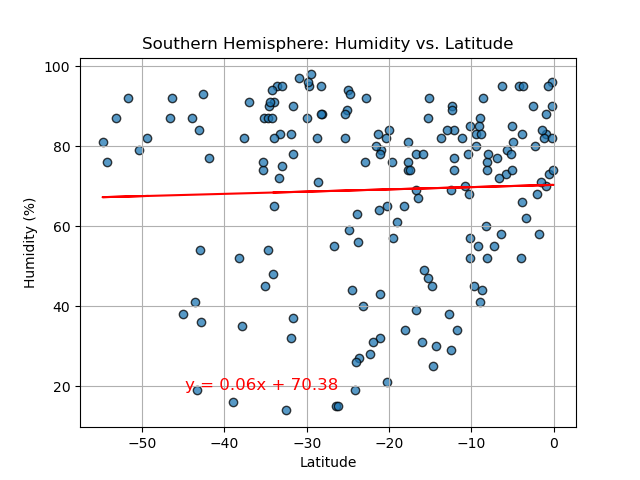 Southern Hemisphere: Humidity vs. Latitude
100
80
60
40
20
Humidity (%)
y = 0.06x + 70.38
−50
−40
−30
−20
−10
0
Latitude